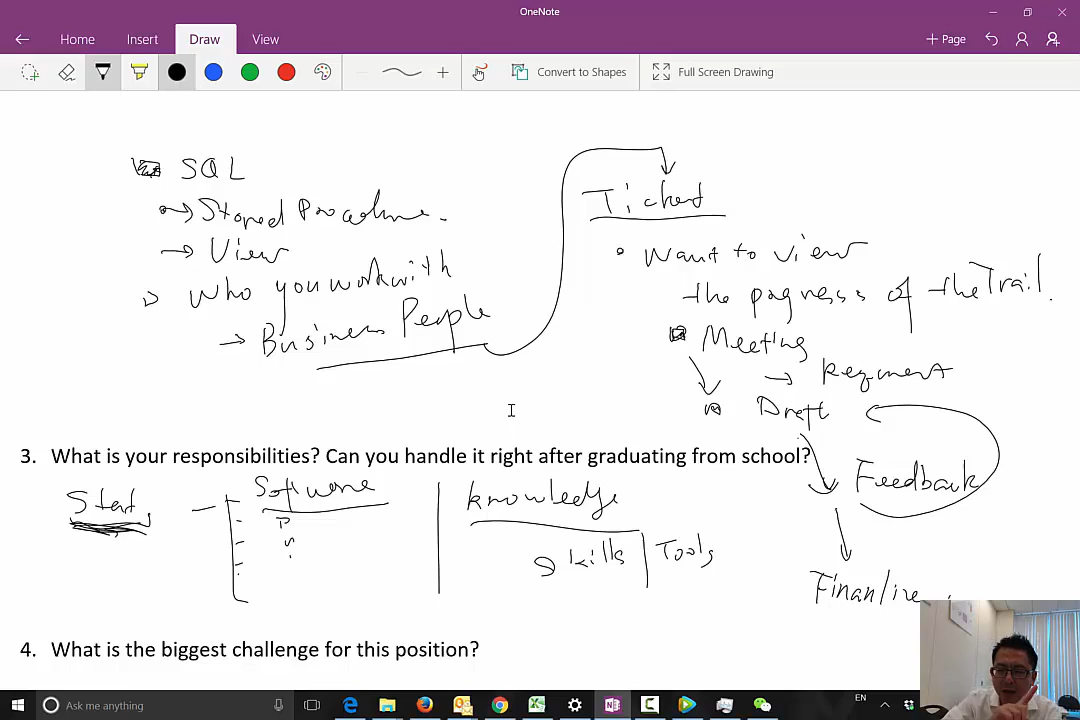 OneNote
Home Insert Draw View
Page
Convert to Shapes Full Screen Drawing
SQL
→ Stored Procedure.
→ View
Who you work with
→ Business People
Ticket
• Want to view
the progress of the Trail.
Meeting
→ Reqment
Draft
Feedback
3. What is your responsibilities? Can you handle it right after graduating from school?
Start
Software
knowledge
skills Tools
4. What is the biggest challenge for this position?
Ask me anything
EN